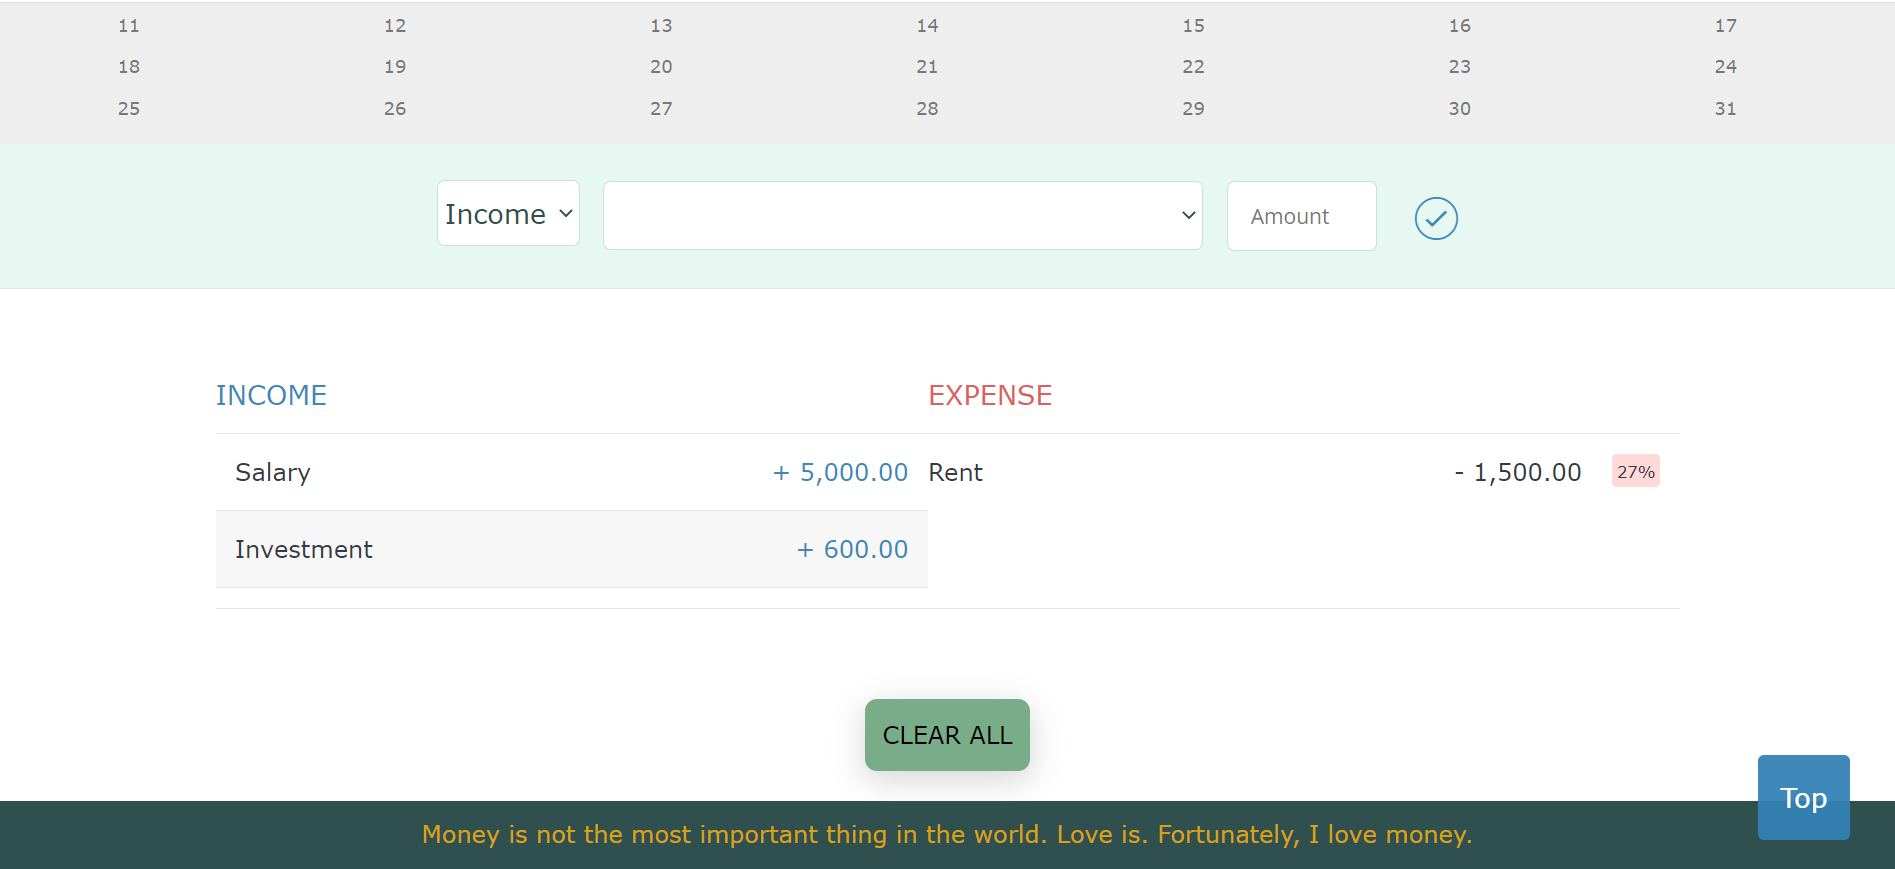 11 12 13 14 15 16 17
18 19 20 21 22 23 24
25 26 27 28 29 30 31
Income Amount
INCOME EXPENSE
Salary + 5,000.00 Rent - 1,500.00 27%
Investment + 600.00
CLEAR ALL
Top
Money is not the most important thing in the world. Love is. Fortunately, I love money.